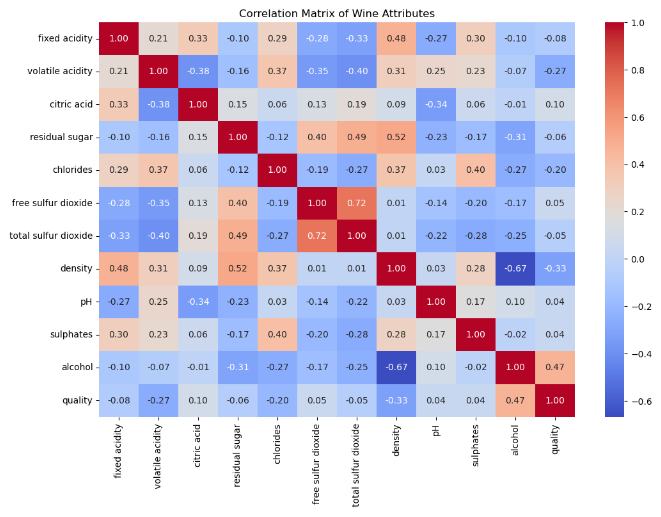 Correlation Matrix of Wine Attributes
fixed acidity 1.00 0.21 0.33 -0.10 0.29 -0.28 -0.33 0.48 -0.27 0.30 -0.10 -0.08
volatile acidity 0.21 1.00 -0.38 -0.16 0.37 -0.35 -0.40 0.31 0.25 0.23 -0.07 -0.27
citric acid 0.33 -0.38 1.00 0.15 0.06 0.13 0.19 0.09 -0.34 0.06 -0.01 0.10
residual sugar -0.10 -0.16 0.15 1.00 -0.12 0.40 0.49 0.52 -0.23 -0.17 -0.31 -0.06
chlorides 0.29 0.37 0.06 -0.12 1.00 -0.19 -0.27 0.37 0.03 0.40 -0.27 -0.20
free sulfur dioxide -0.28 -0.35 0.13 0.40 -0.19 1.00 0.72 0.01 -0.14 -0.20 -0.17 0.05
total sulfur dioxide -0.33 -0.40 0.19 0.49 -0.27 0.72 1.00 0.01 -0.22 -0.28 -0.25 -0.05
density 0.48 0.31 0.09 0.52 0.37 0.01 0.01 1.00 0.03 0.28 -0.67 -0.33
pH -0.27 0.25 -0.34 -0.23 0.03 -0.14 -0.22 0.03 1.00 0.17 0.10 0.04
sulphates 0.30 0.23 0.06 -0.17 0.40 -0.20 -0.28 0.28 0.17 1.00 -0.02 0.04
alcohol -0.10 -0.07 -0.01 -0.31 -0.27 -0.17 -0.25 -0.67 0.10 -0.02 1.00 0.47
quality -0.08 -0.27 0.10 -0.06 -0.20 0.05 -0.05 -0.33 0.04 0.04 0.47 1.00
fixed acidity
volatile acidity
citric acid
residual sugar
chlorides
free sulfur dioxide
total sulfur dioxide
density
pH
sulphates
alcohol
quality
1.0
0.8
0.6
0.4
0.2
0.0
-0.2
-0.4
-0.6